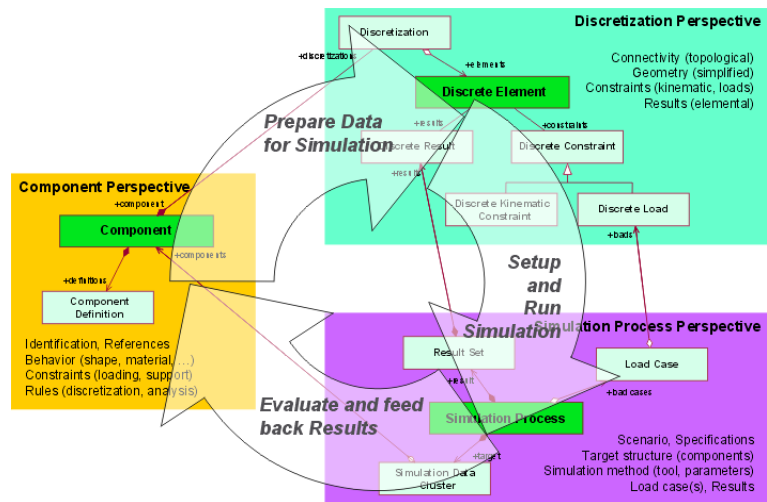 Discretization Perspective
Discretization
+discretizations
+elements
Connectivity (topological)
Geometry (simplified)
Constraints (kinematic, loads)
Results (elemental)
Discrete Element
Prepare Data
for Simulation
+results
+constraints
Discrete Result
Discrete Constraint
+results
Discrete Kinematic
Constraint
Discrete Load
+bads
Component Perspective
+component
Component
+components
+definitions
Component
Definition
Identification, References
Behavior (shape, material, ...)
Constraints (loading, support)
Rules (discretization, analysis)
Setup
and
Run
Simulation
Simulation Process Perspective
Result Set
Load Case
+result
+bad cases
Evaluate and feed
back Results
Simulation Process
+target
Simulation Data
Cluster
Scenario, Specifications
Target structure (components)
Simulation method (tool, parameters)
Load case(s), Results